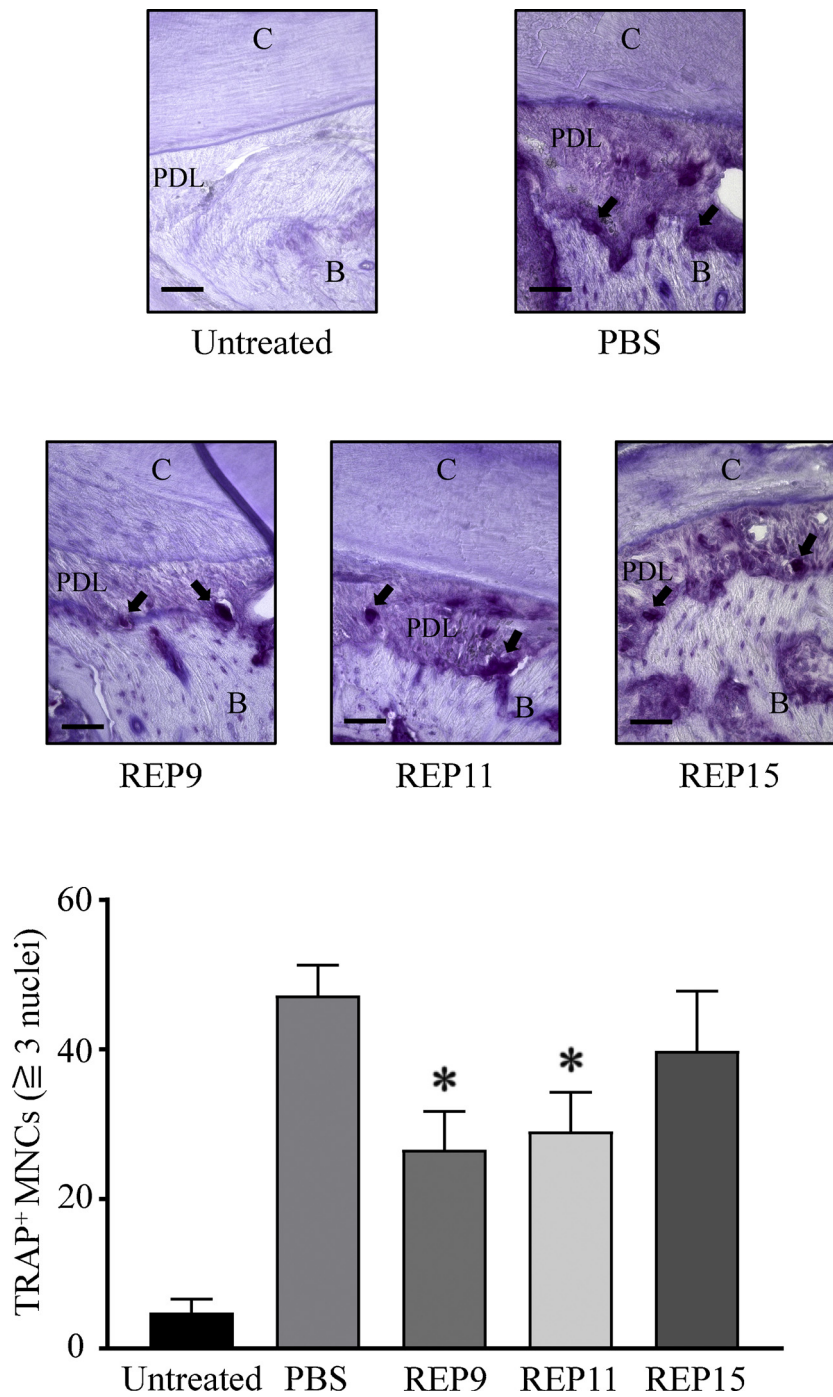 C C
PDL PDL
B B
Untreated PBS
C C C
PDL PDL PDL
B B B
REP9 REP11 REP15
TRAP⁺ MNCs (≧ 3 nuclei)
60
40
20
0
* *
Untreated PBS REP9 REP11 REP15